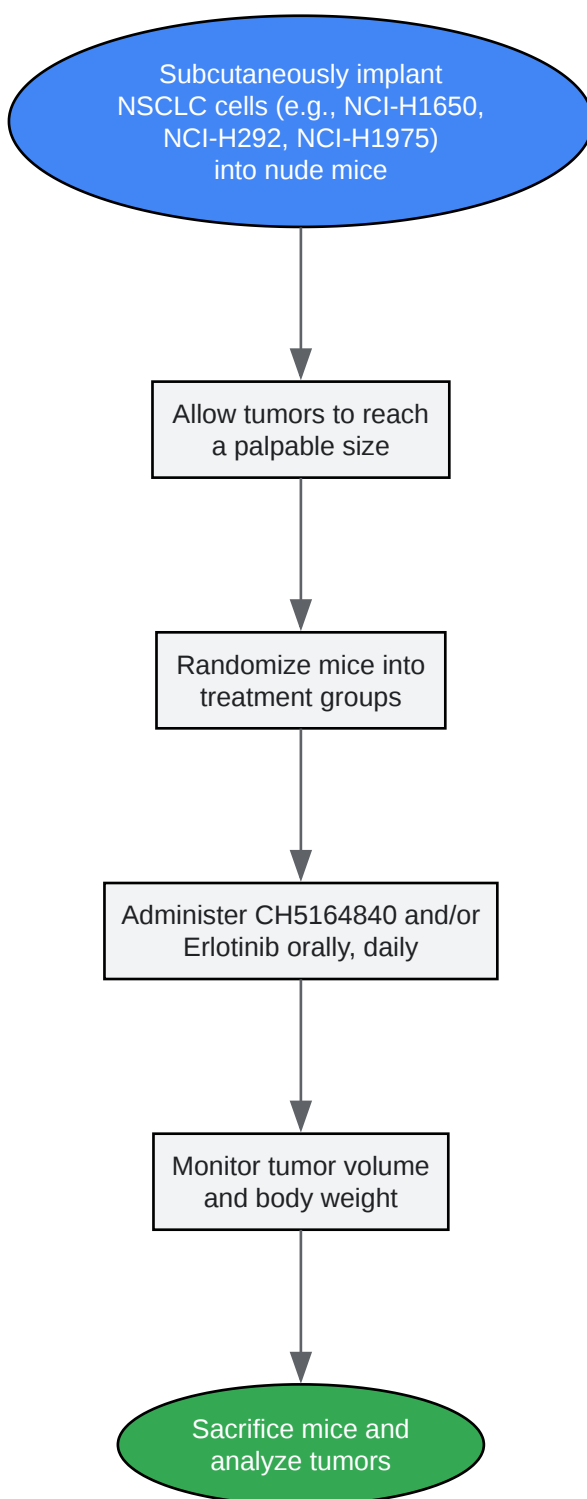 Subcutaneously implant
NSCLC cells (e.g., NCI-H1650,
NCI-H292, NCI-H1975)
into nude mice
Allow tumors to reach
a palpable size
Randomize mice into
treatment groups
Administer CH5164840 and/or
Erlotinib orally, daily
Monitor tumor volume
and body weight
Sacrifice mice and
analyze tumors